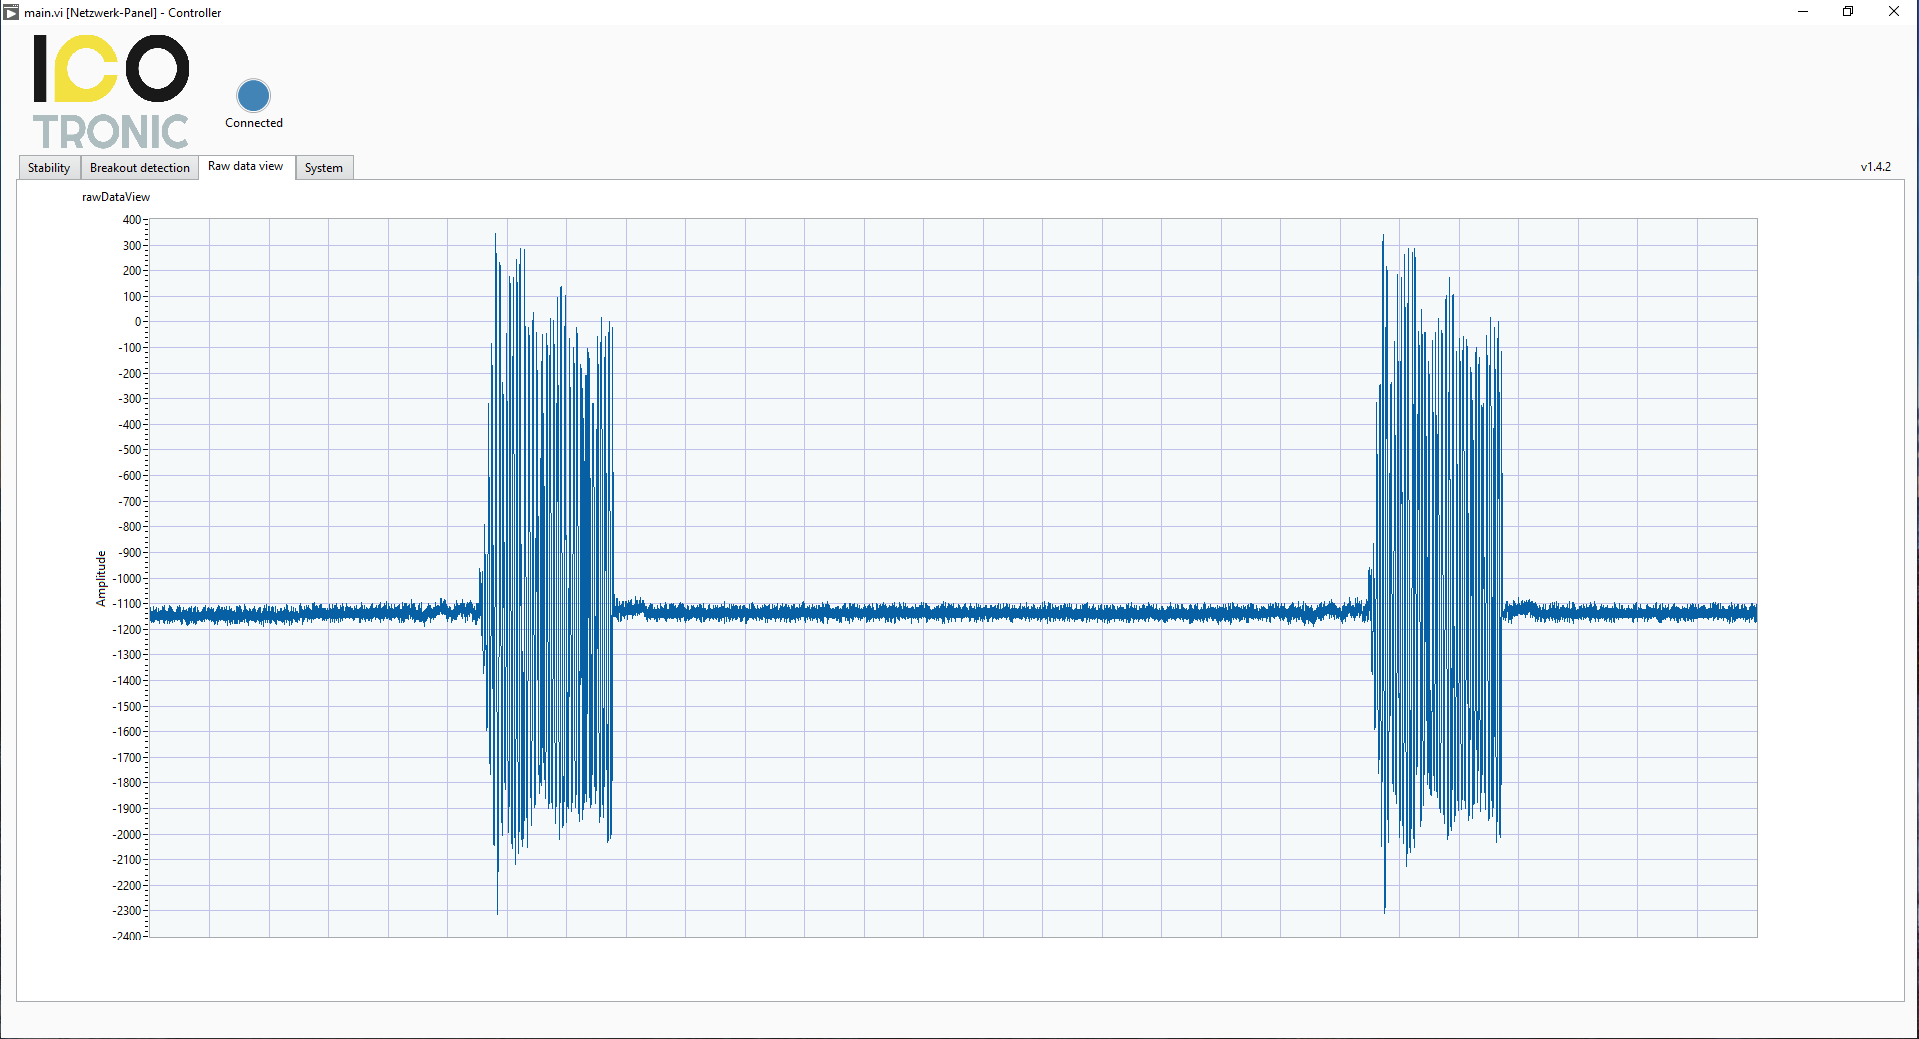 main.vi [Netzwerk-Panel] - Controller
ICO
TRONIC
Connected
Stability
Breakout detection
Raw data view
System
v1.4.2
rawDataView
Amplitude
400
300
200
100
0
-100
-200
-300
-400
-500
-600
-700
-800
-900
-1000
-1100
-1200
-1300
-1400
-1500
-1600
-1700
-1800
-1900
-2000
-2100
-2200
-2300
-2400